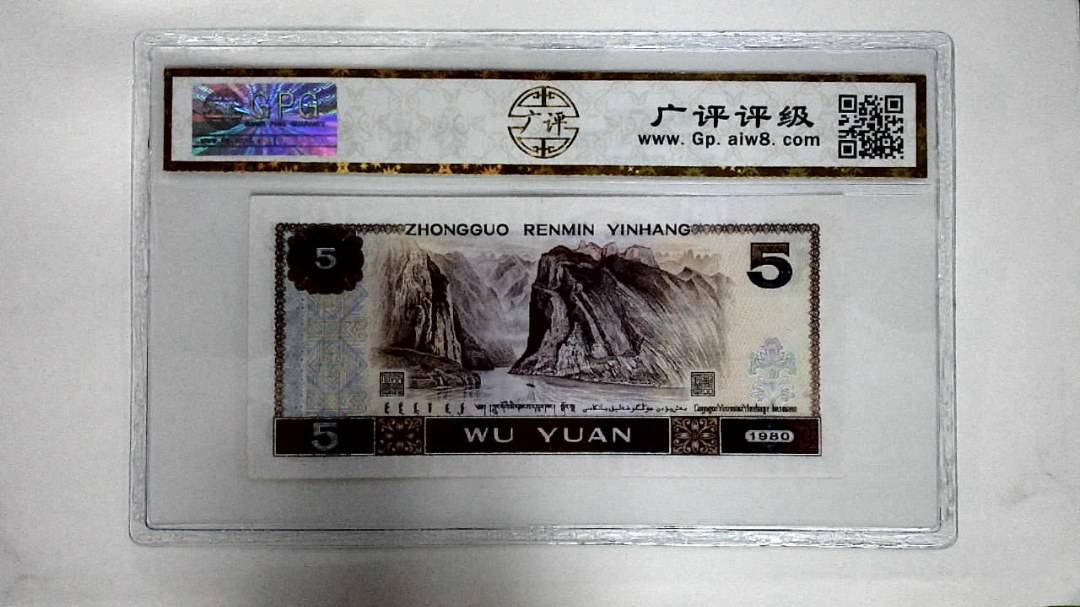 GPG
广评
广评评级
www. Gp. aiw8. com
ZHONGGUO RENMIN YINHANG
5
5
5
WU YUAN
1980